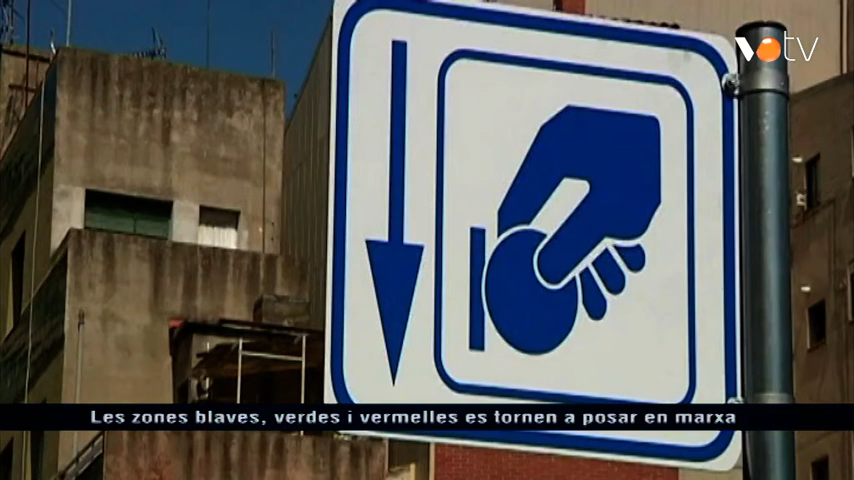 votv
Les zones blaves, verdes i vermelles es tornen a posar en marxa